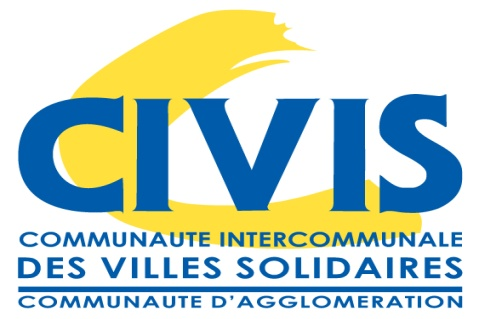 CIVIS
COMMUNAUTE INTERCOMMUNALE
DES VILLES SOLIDAIRES
COMMUNAUTE D'AGGLOMERATION